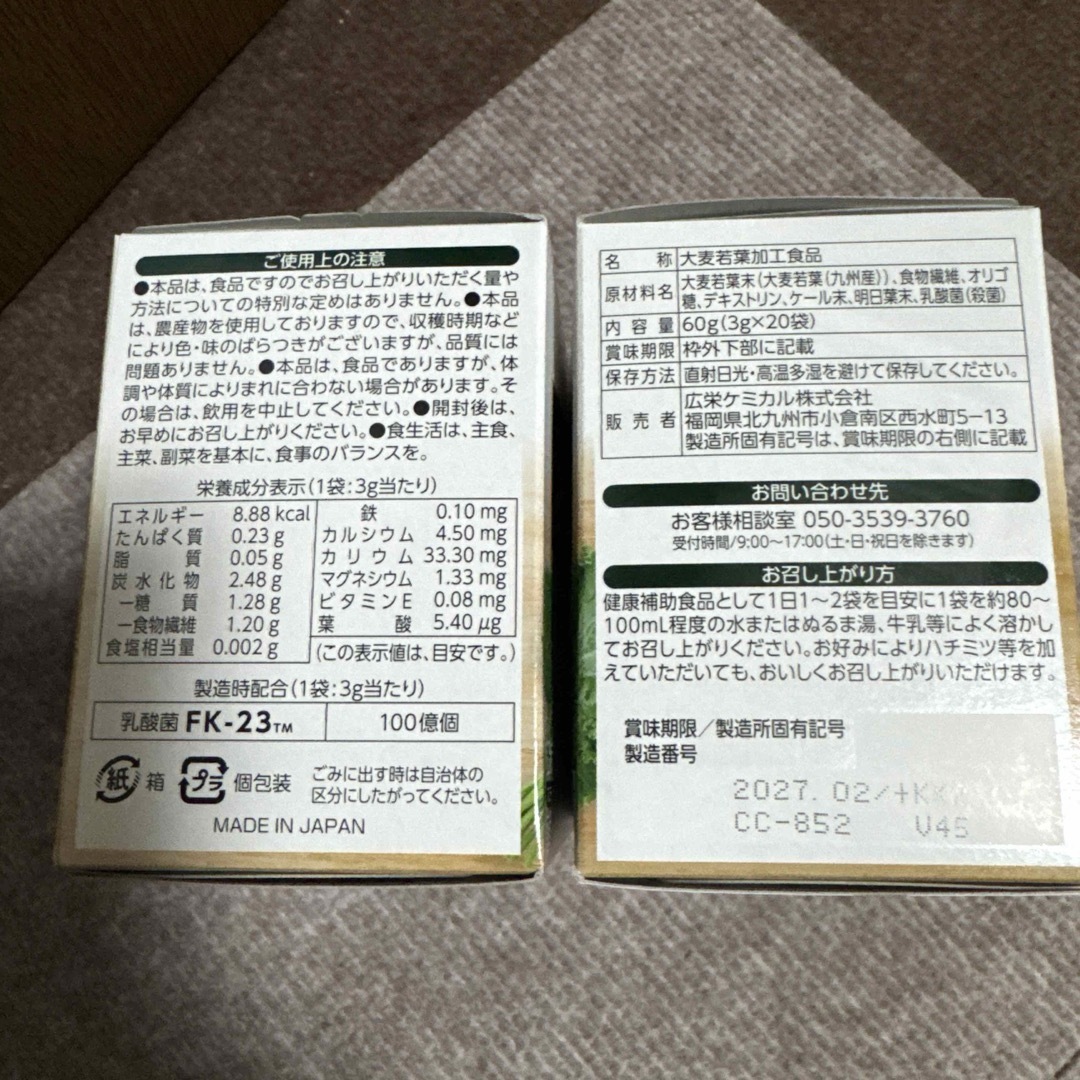 ご使用上の注意
●本品は、食品ですのでお召し上がりいただく量や
方法についての特別な定めはありません。●本品
は、農産物を使用しておりますので、収穫時期など
により色・味のばらつきがございますが、品質には
問題ありません。●本品は、食品でありますが、体
調や体質によりまれに合わない場合があります。そ
の場合は、飲用を中止してください。●開封後は、
お早めにお召し上がりください。●食生活は、主食、
主菜、副菜を基本に、食事のバランスを。
栄養成分表示(1袋:3g当たり)
エネルギー 8.88 kcal
たんぱく質 0.23 g
脂質 0.05 g
炭水化物 2.48 g
－糖質 1.28 g
－食物繊維 1.20 g
食塩相当量 0.002 g
鉄 0.10 mg
カルシウム 4.50 mg
カリウム 33.30 mg
マグネシウム 1.33 mg
ビタミンE 0.08 mg
葉酸 5.40 μg
(この表示値は、目安です。)
製造時配合(1袋:3g当たり)
乳酸菌 FK-23™ 100億個
紙 箱 プラ 個包装 ごみに出す時は自治体の
区分にしたがってください。
MADE IN JAPAN
名称 大麦若葉加工食品
原材料名 大麦若葉末(大麦若葉(九州産))、食物繊維、オリゴ
糖、デキストリン、ケール末、明日葉末、乳酸菌(殺菌)
内容量 60g(3g×20袋)
賞味期限 枠外下部に記載
保存方法 直射日光・高温多湿を避けて保存してください。
販売者 広栄ケミカル株式会社
福岡県北九州市小倉南区西水町5-13
製造所固有記号は、賞味期限の右側に記載
お問い合わせ先
お客様相談室 050-3539-3760
受付時間/9:00〜17:00(土・日・祝日を除きます)
お召し上がり方
健康補助食品として1日1〜2袋を目安に1袋を約80〜
100mL程度の水またはぬるま湯、牛乳等によく溶かし
てお召し上がりください。お好みによりハチミツ等を加
えていただいても、おいしくお召し上がりいただけます。
賞味期限/製造所固有記号
製造番号
2027.02/+KK
CC-852 V45